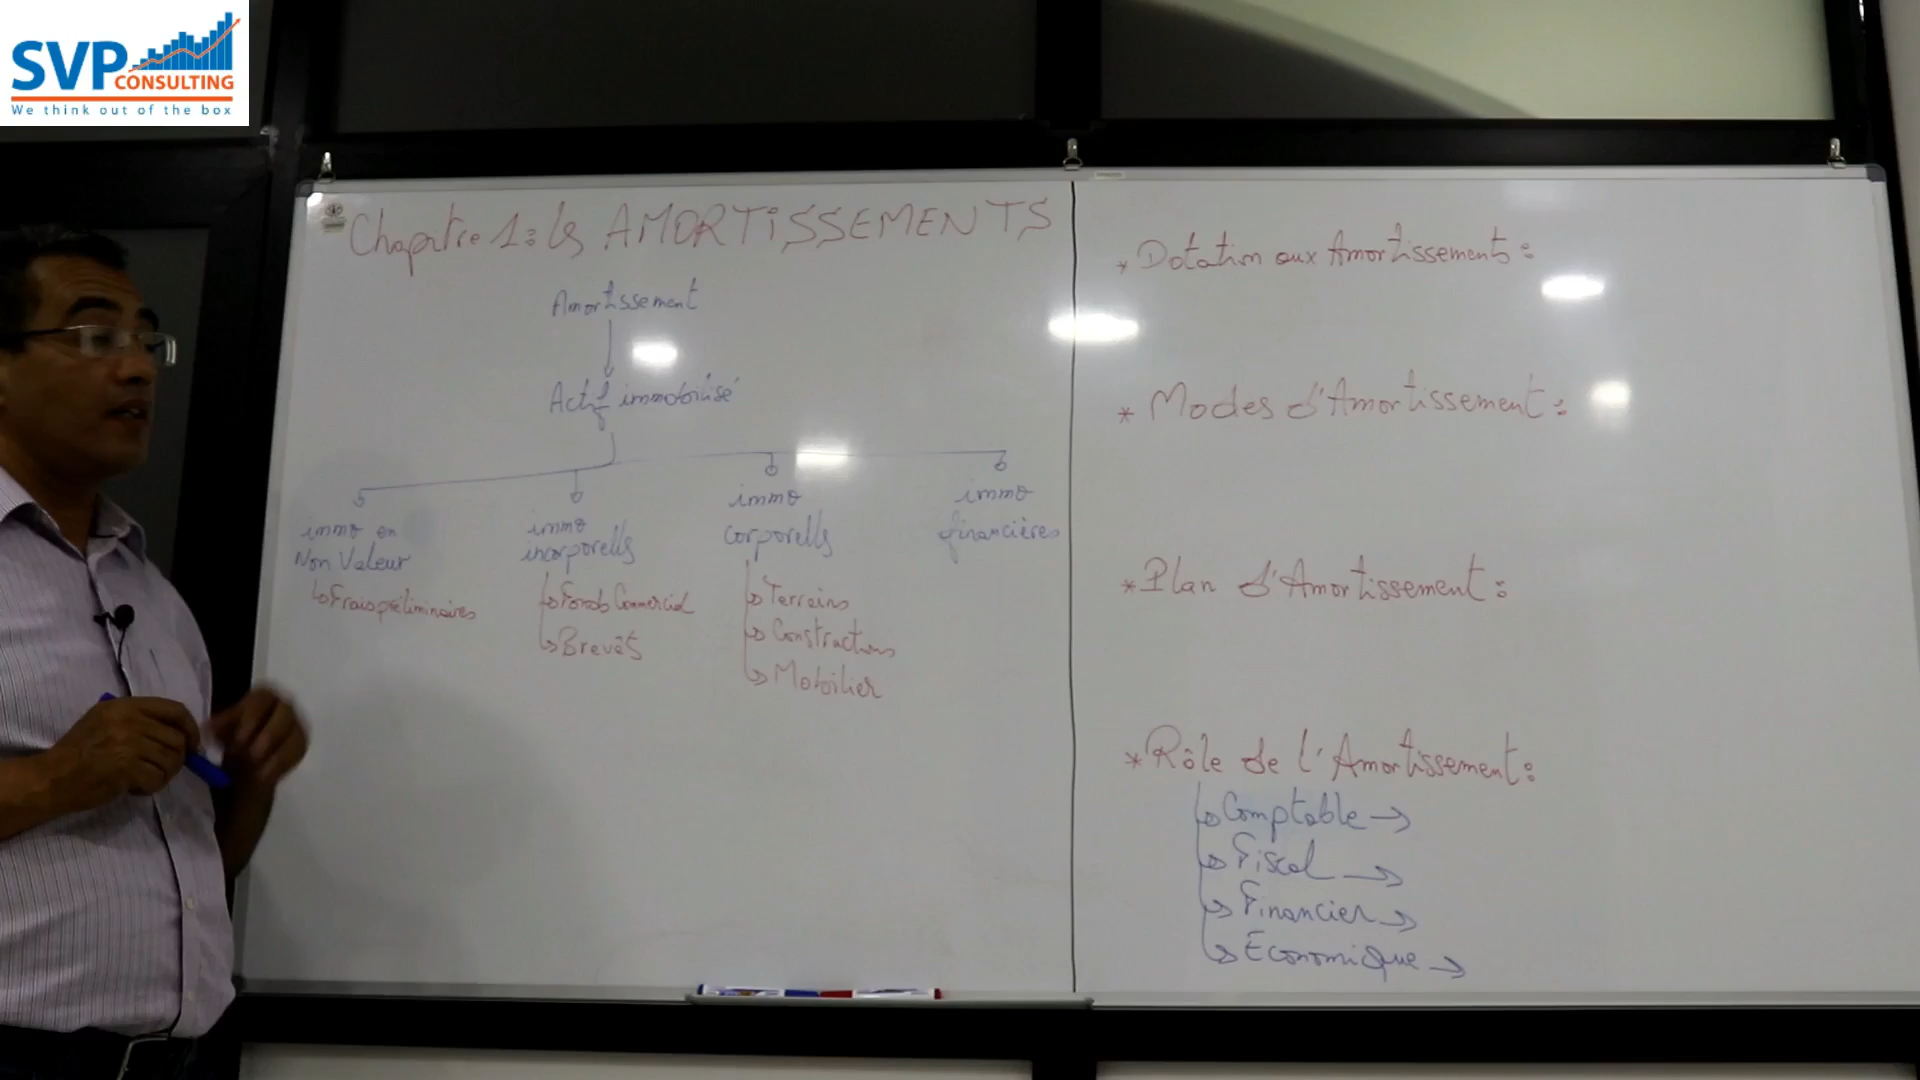 SVP
CONSULTING
We think out of the box
Chapitre 1: les AMORTISSEMENTS
Amortissement
Actif immobilisé
immo en
Non Valeur
Frais préliminaires
immo
incorporells
Fonds Commercial
Brevêts
immo
corporells
Terrains
Constructions
Mobilier
immo
financières
* Dotation aux Amortissements :
* Modes d'Amortissement :
* Plan d'Amortissement :
* Rôle de l'Amortissement :
Comptable →
Fiscal →
Financier →
Economique →